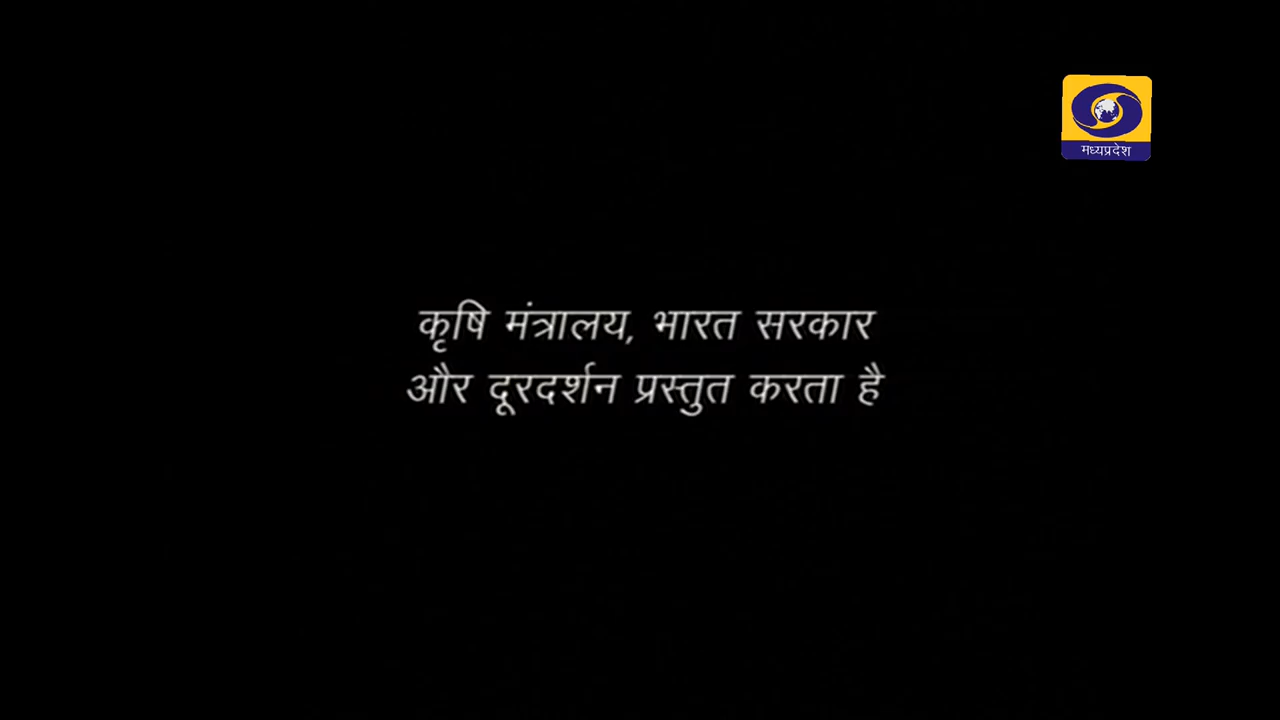 मध्यप्रदेश
कृषि मंत्रालय, भारत सरकार
और दूरदर्शन प्रस्तुत करता है